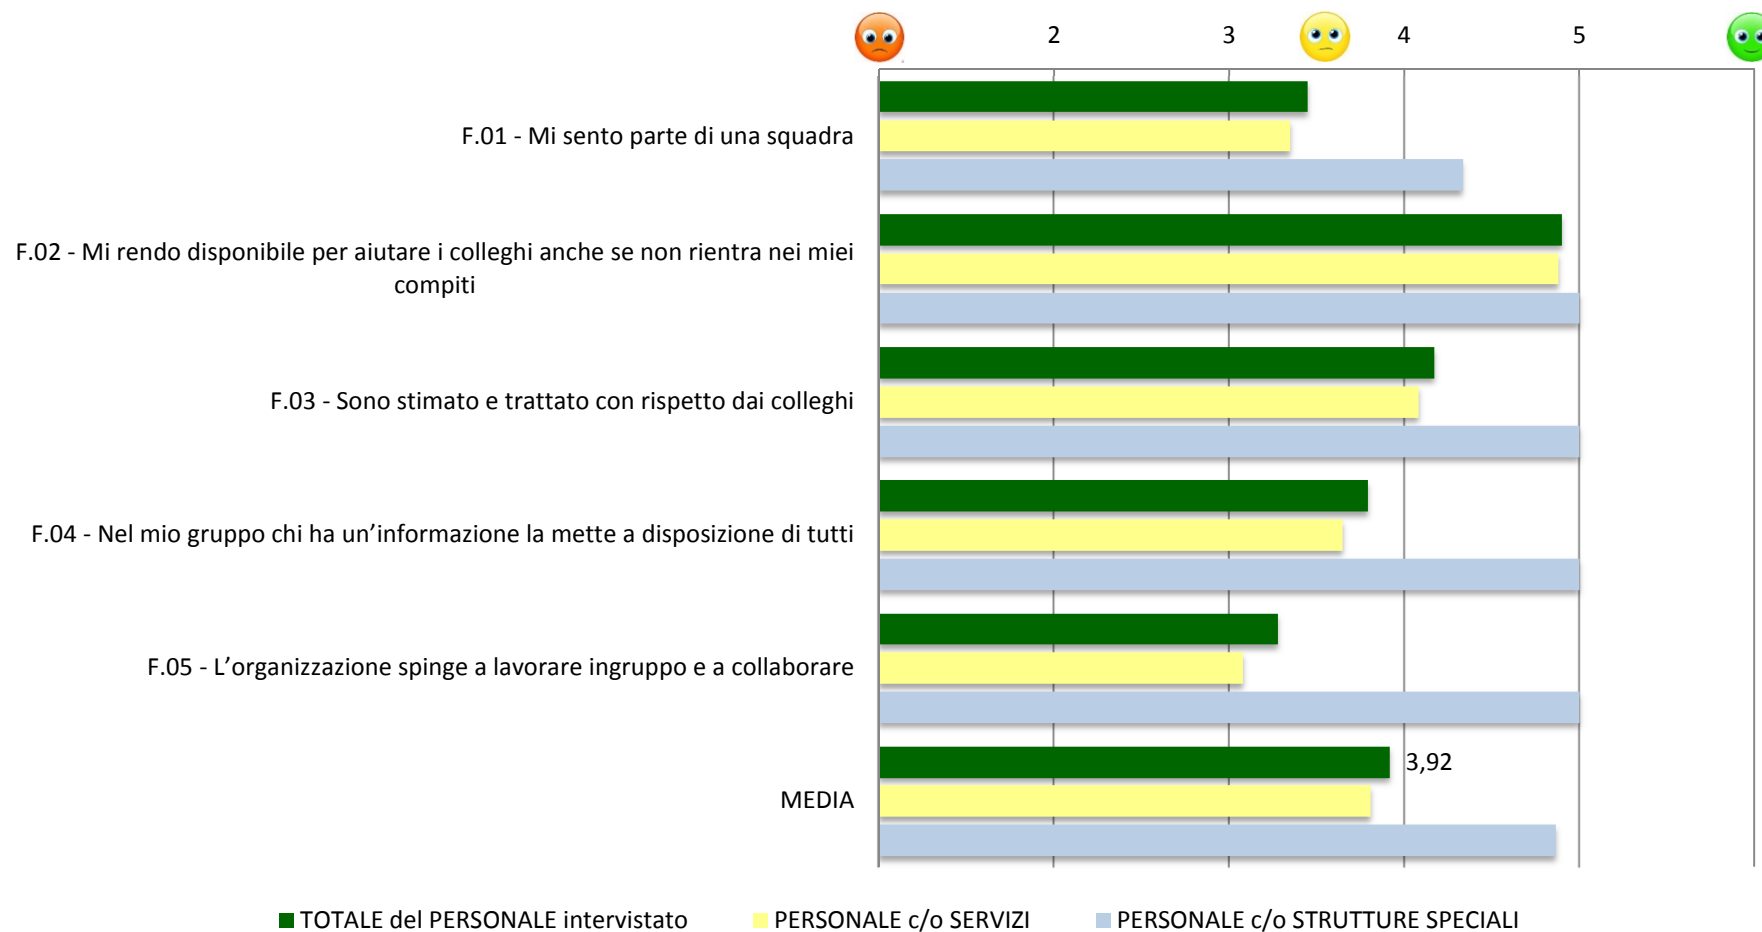 2 3 4 5
F.01 - Mi sento parte di una squadra
F.02 - Mi rendo disponibile per aiutare i colleghi anche se non rientra nei miei
compiti
F.03 - Sono stimato e trattato con rispetto dai colleghi
F.04 - Nel mio gruppo chi ha un’informazione la mette a disposizione di tutti
F.05 - L’organizzazione spinge a lavorare ingruppo e a collaborare
3,92
MEDIA
TOTALE del PERSONALE intervistato PERSONALE c/o SERVIZI PERSONALE c/o STRUTTURE SPECIALI